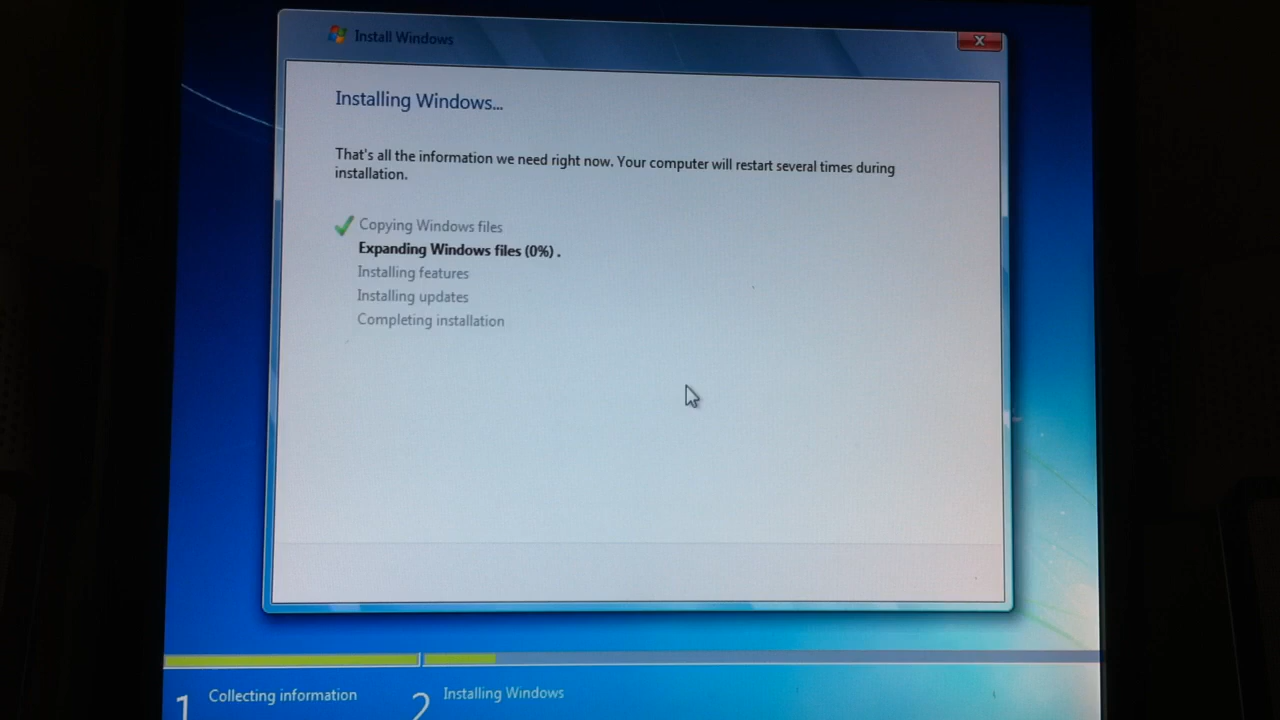 Install Windows
Installing Windows...
That's all the information we need right now. Your computer will restart several times during
installation.
Copying Windows files
Expanding Windows files (0%) .
Installing features
Installing updates
Completing installation
1 Collecting information
2 Installing Windows